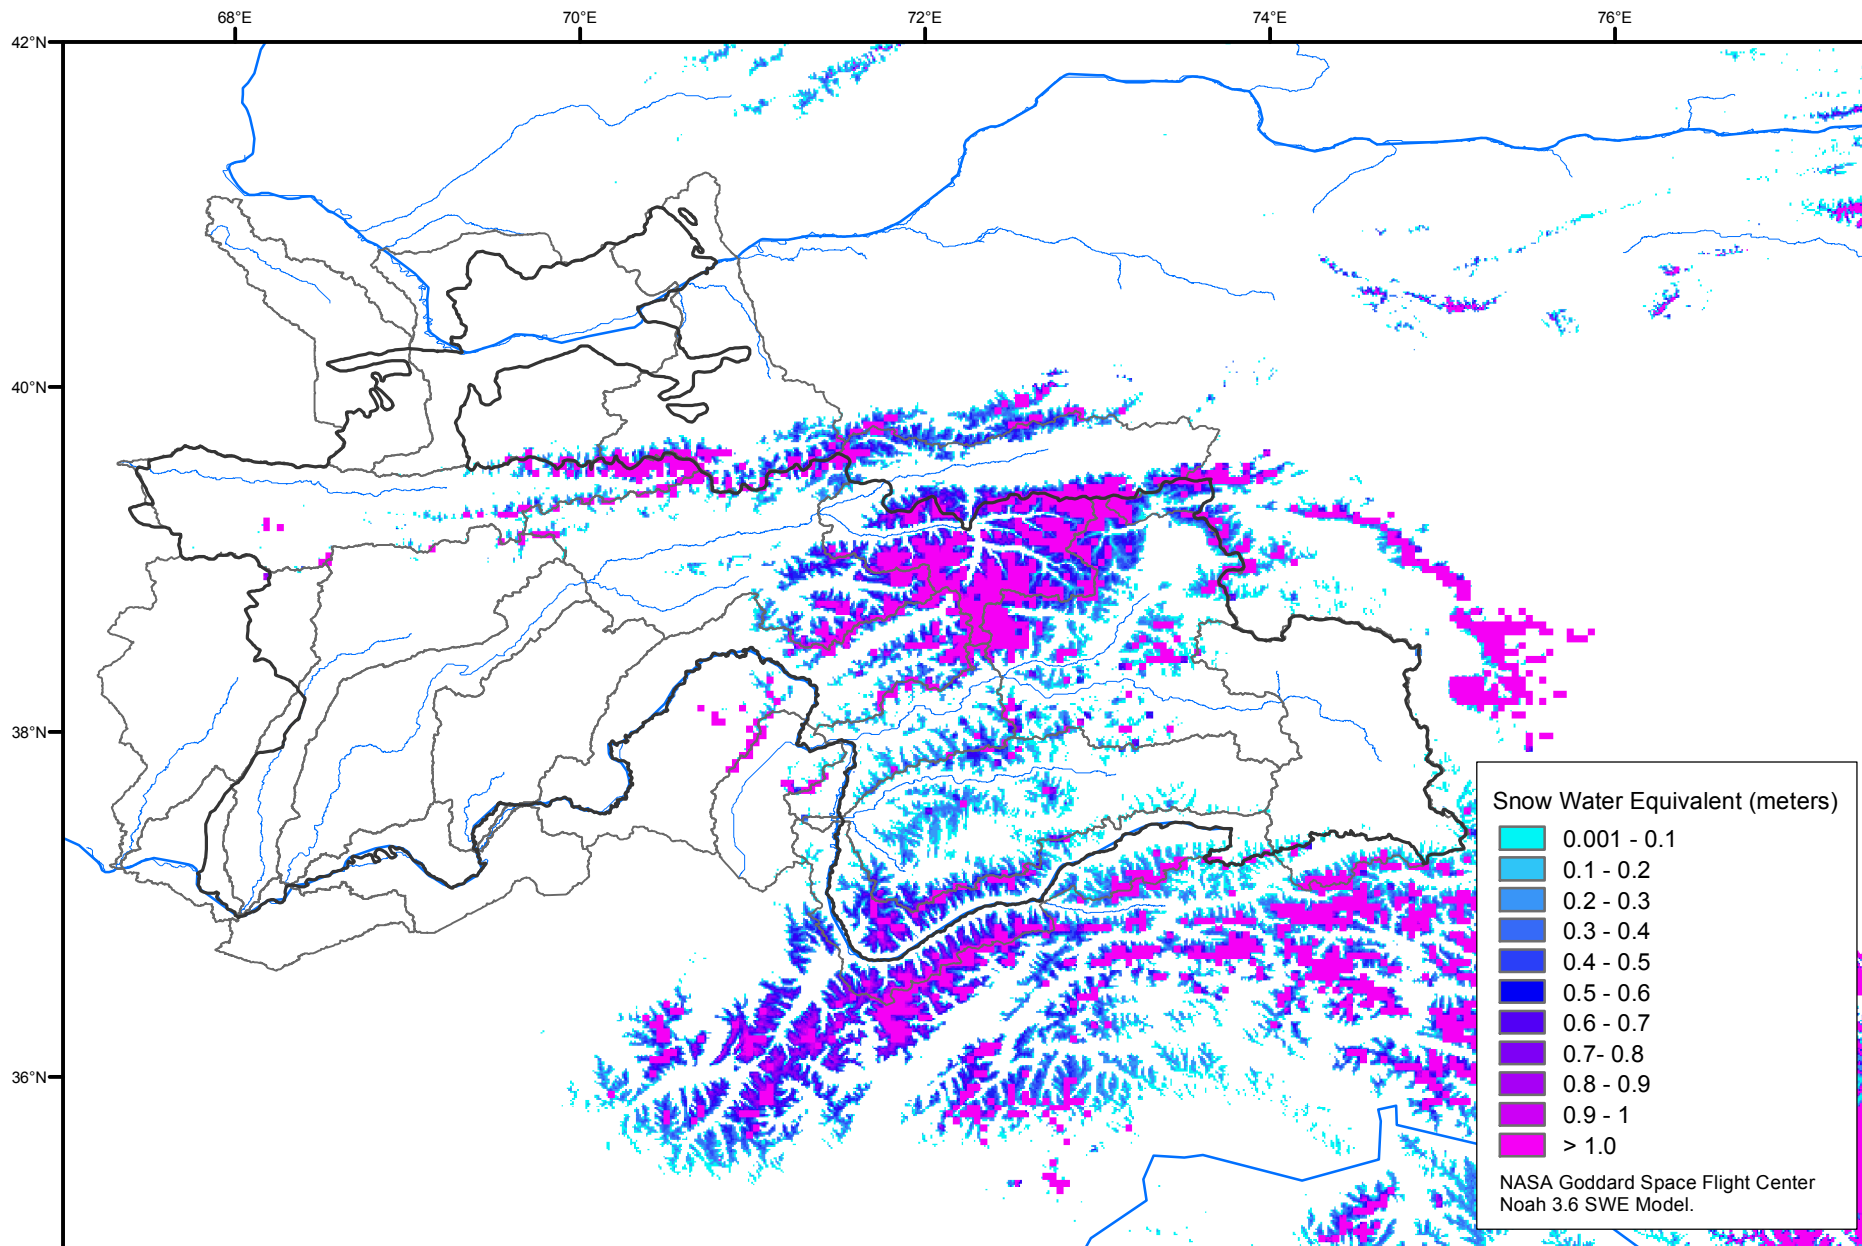 68°E
70°E
72°E
74°E
76°E
42°N
40°N
38°N
36°N
Snow Water Equivalent (meters)
0.001 - 0.1
0.1 - 0.2
0.2 - 0.3
0.3 - 0.4
0.4 - 0.5
0.5 - 0.6
0.6 - 0.7
0.7- 0.8
0.8 - 0.9
0.9 - 1
> 1.0
NASA Goddard Space Flight Center
Noah 3.6 SWE Model.